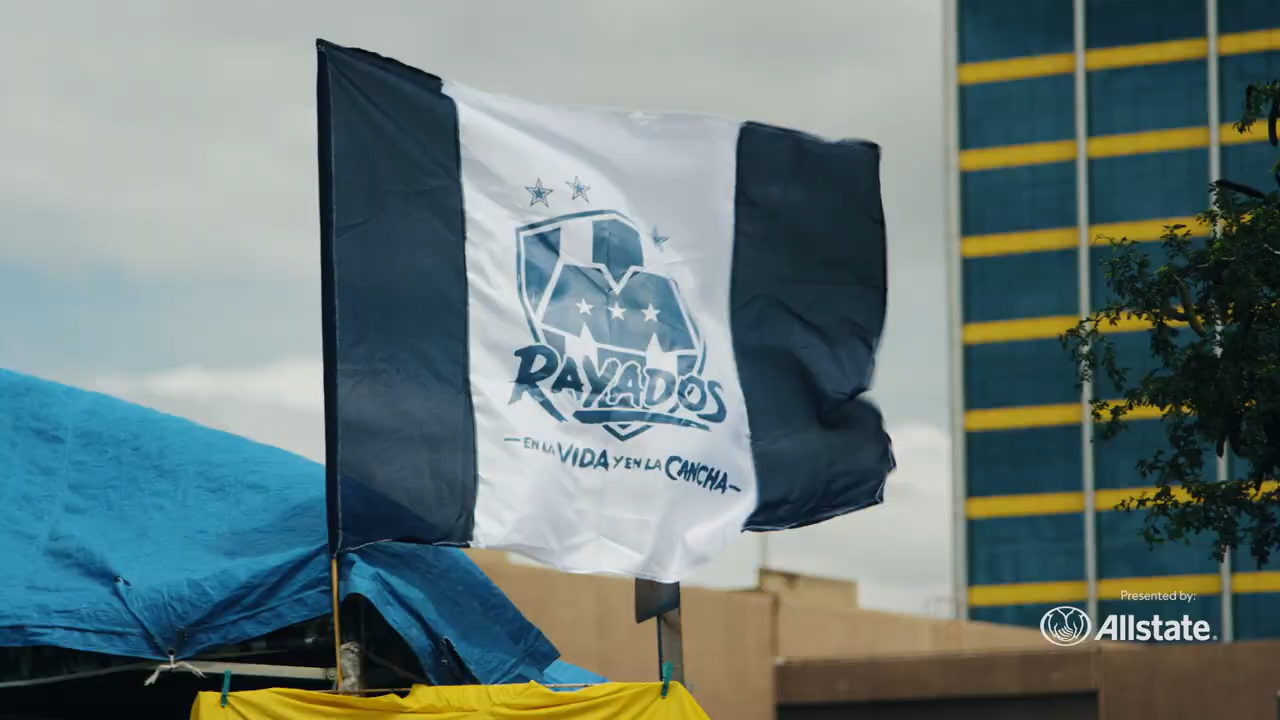 RAYADOS
—EN LA VIDA Y EN LA CANCHA—
Presented by:
Allstate®